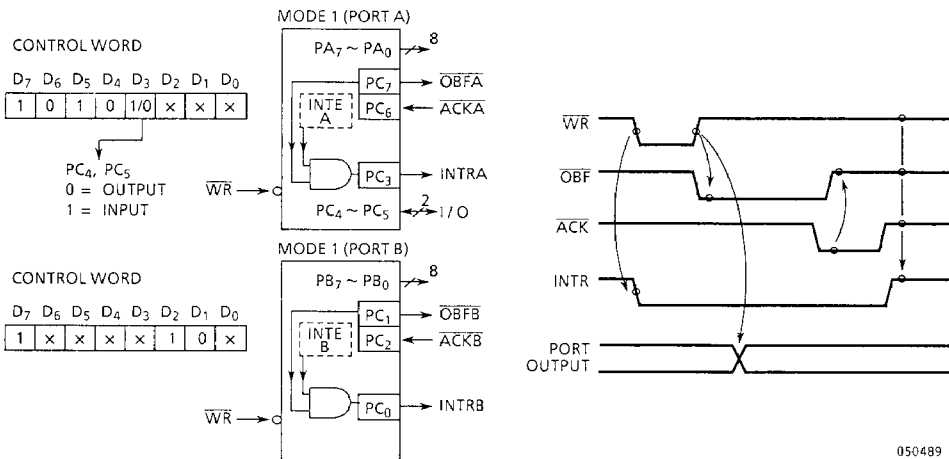 MODE 1 (PORT A)
CONTROL WORD
D7 D6 D5 D4 D3 D2 D1 D0
1 0 1 0 1/0 × × ×
PC4, PC5
0 = OUTPUT
1 = INPUT
PA7 ~ PA0
8
PC7
OBFA
INTE
A
PC6
ACKA
PC3
INTRA
WR
PC4 ~ PC5
2
I/O
MODE 1 (PORT B)
CONTROL WORD
D7 D6 D5 D4 D3 D2 D1 D0
1 × × × × 1 0 ×
PB7 ~ PB0
8
PC1
OBFB
INTE
B
PC2
ACKB
PC0
INTRB
WR
WR
OBF
ACK
INTR
PORT
OUTPUT
050489